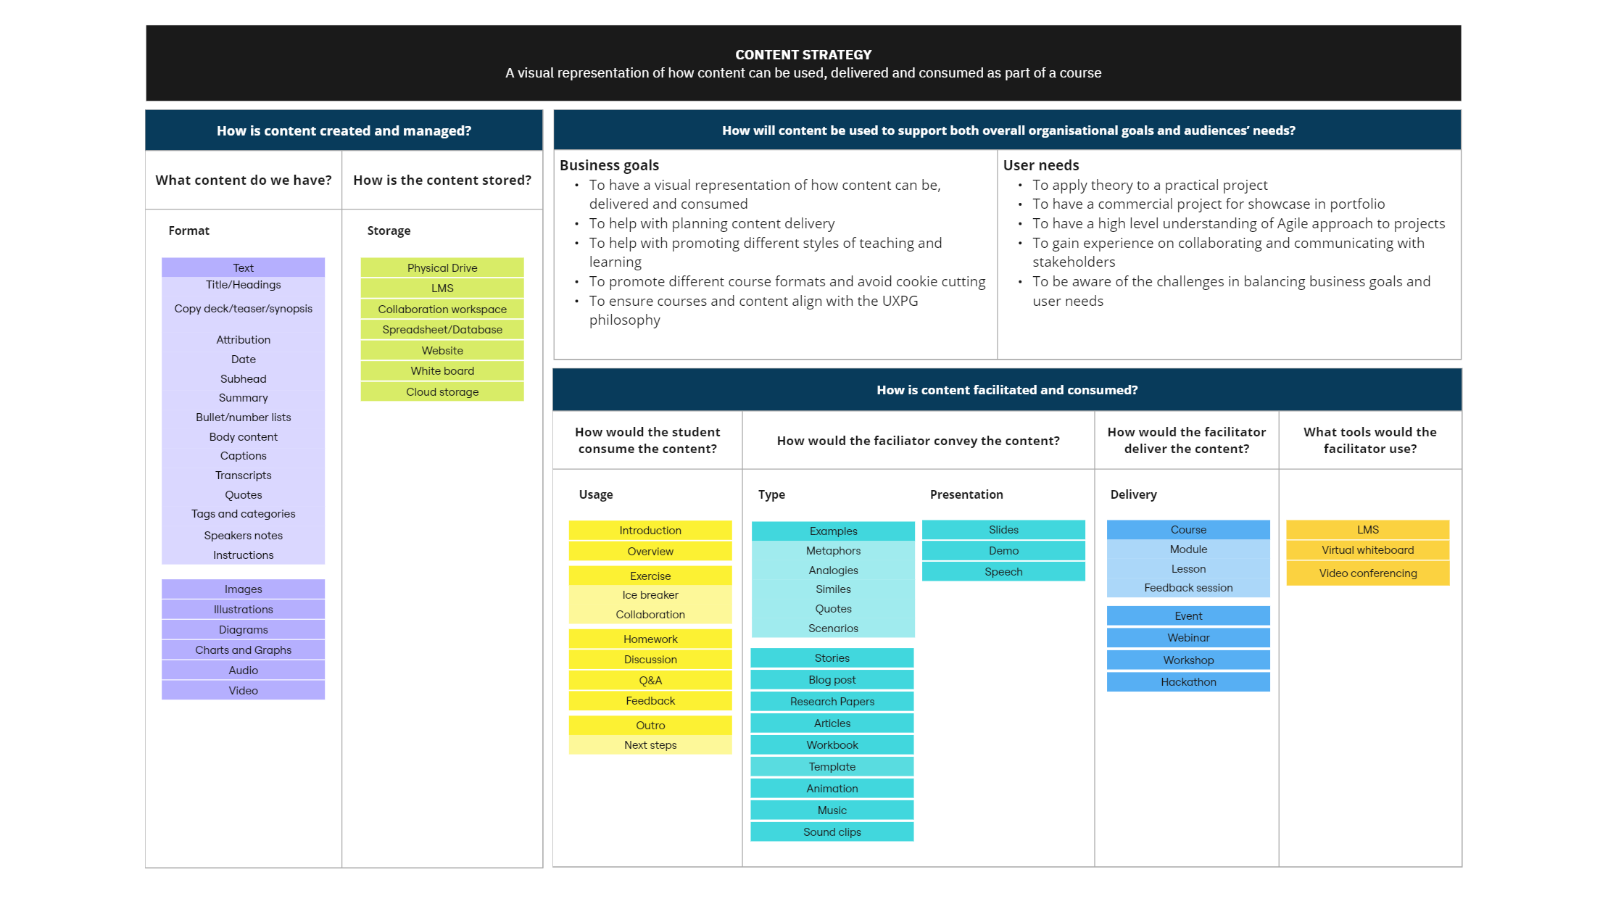 CONTENT STRATEGY
A visual representation of how content can be used, delivered and consumed as part of a course
How is content created and managed?
What content do we have?
How is the content stored?
Format
Text
Title/Headings
Copy deck/teaser/synopsis
Attribution
Date
Subhead
Summary
Bullet/number lists
Body content
Captions
Transcripts
Quotes
Tags and categories
Speakers notes
Instructions
Images
Illustrations
Diagrams
Charts and Graphs
Audio
Video
Storage
Physical Drive
LMS
Collaboration workspace
Spreadsheet/Database
Website
White board
Cloud storage
How will content be used to support both overall organisational goals and audiences’ needs?
Business goals
• To have a visual representation of how content can be,
delivered and consumed
• To help with planning content delivery
• To help with promoting different styles of teaching and
learning
• To promote different course formats and avoid cookie cutting
• To ensure courses and content align with the UXPG
philosophy
User needs
• To apply theory to a practical project
• To have a commercial project for showcase in portfolio
• To have a high level understanding of Agile approach to projects
• To gain experience on collaborating and communicating with
stakeholders
• To be aware of the challenges in balancing business goals and
user needs
How is content facilitated and consumed?
How would the student
consume the content?
Usage
Introduction
Overview
Exercise
Ice breaker
Collaboration
Homework
Discussion
Q&A
Feedback
Outro
Next steps
How would the faciliator convey the content?
Type
Examples
Metaphors
Analogies
Similes
Quotes
Scenarios
Stories
Blog post
Research Papers
Articles
Workbook
Template
Animation
Music
Sound clips
Presentation
Slides
Demo
Speech
How would the facilitator
deliver the content?
Delivery
Course
Module
Lesson
Feedback session
Event
Webinar
Workshop
Hackathon
What tools would the
facilitator use?
LMS
Virtual whiteboard
Video conferencing